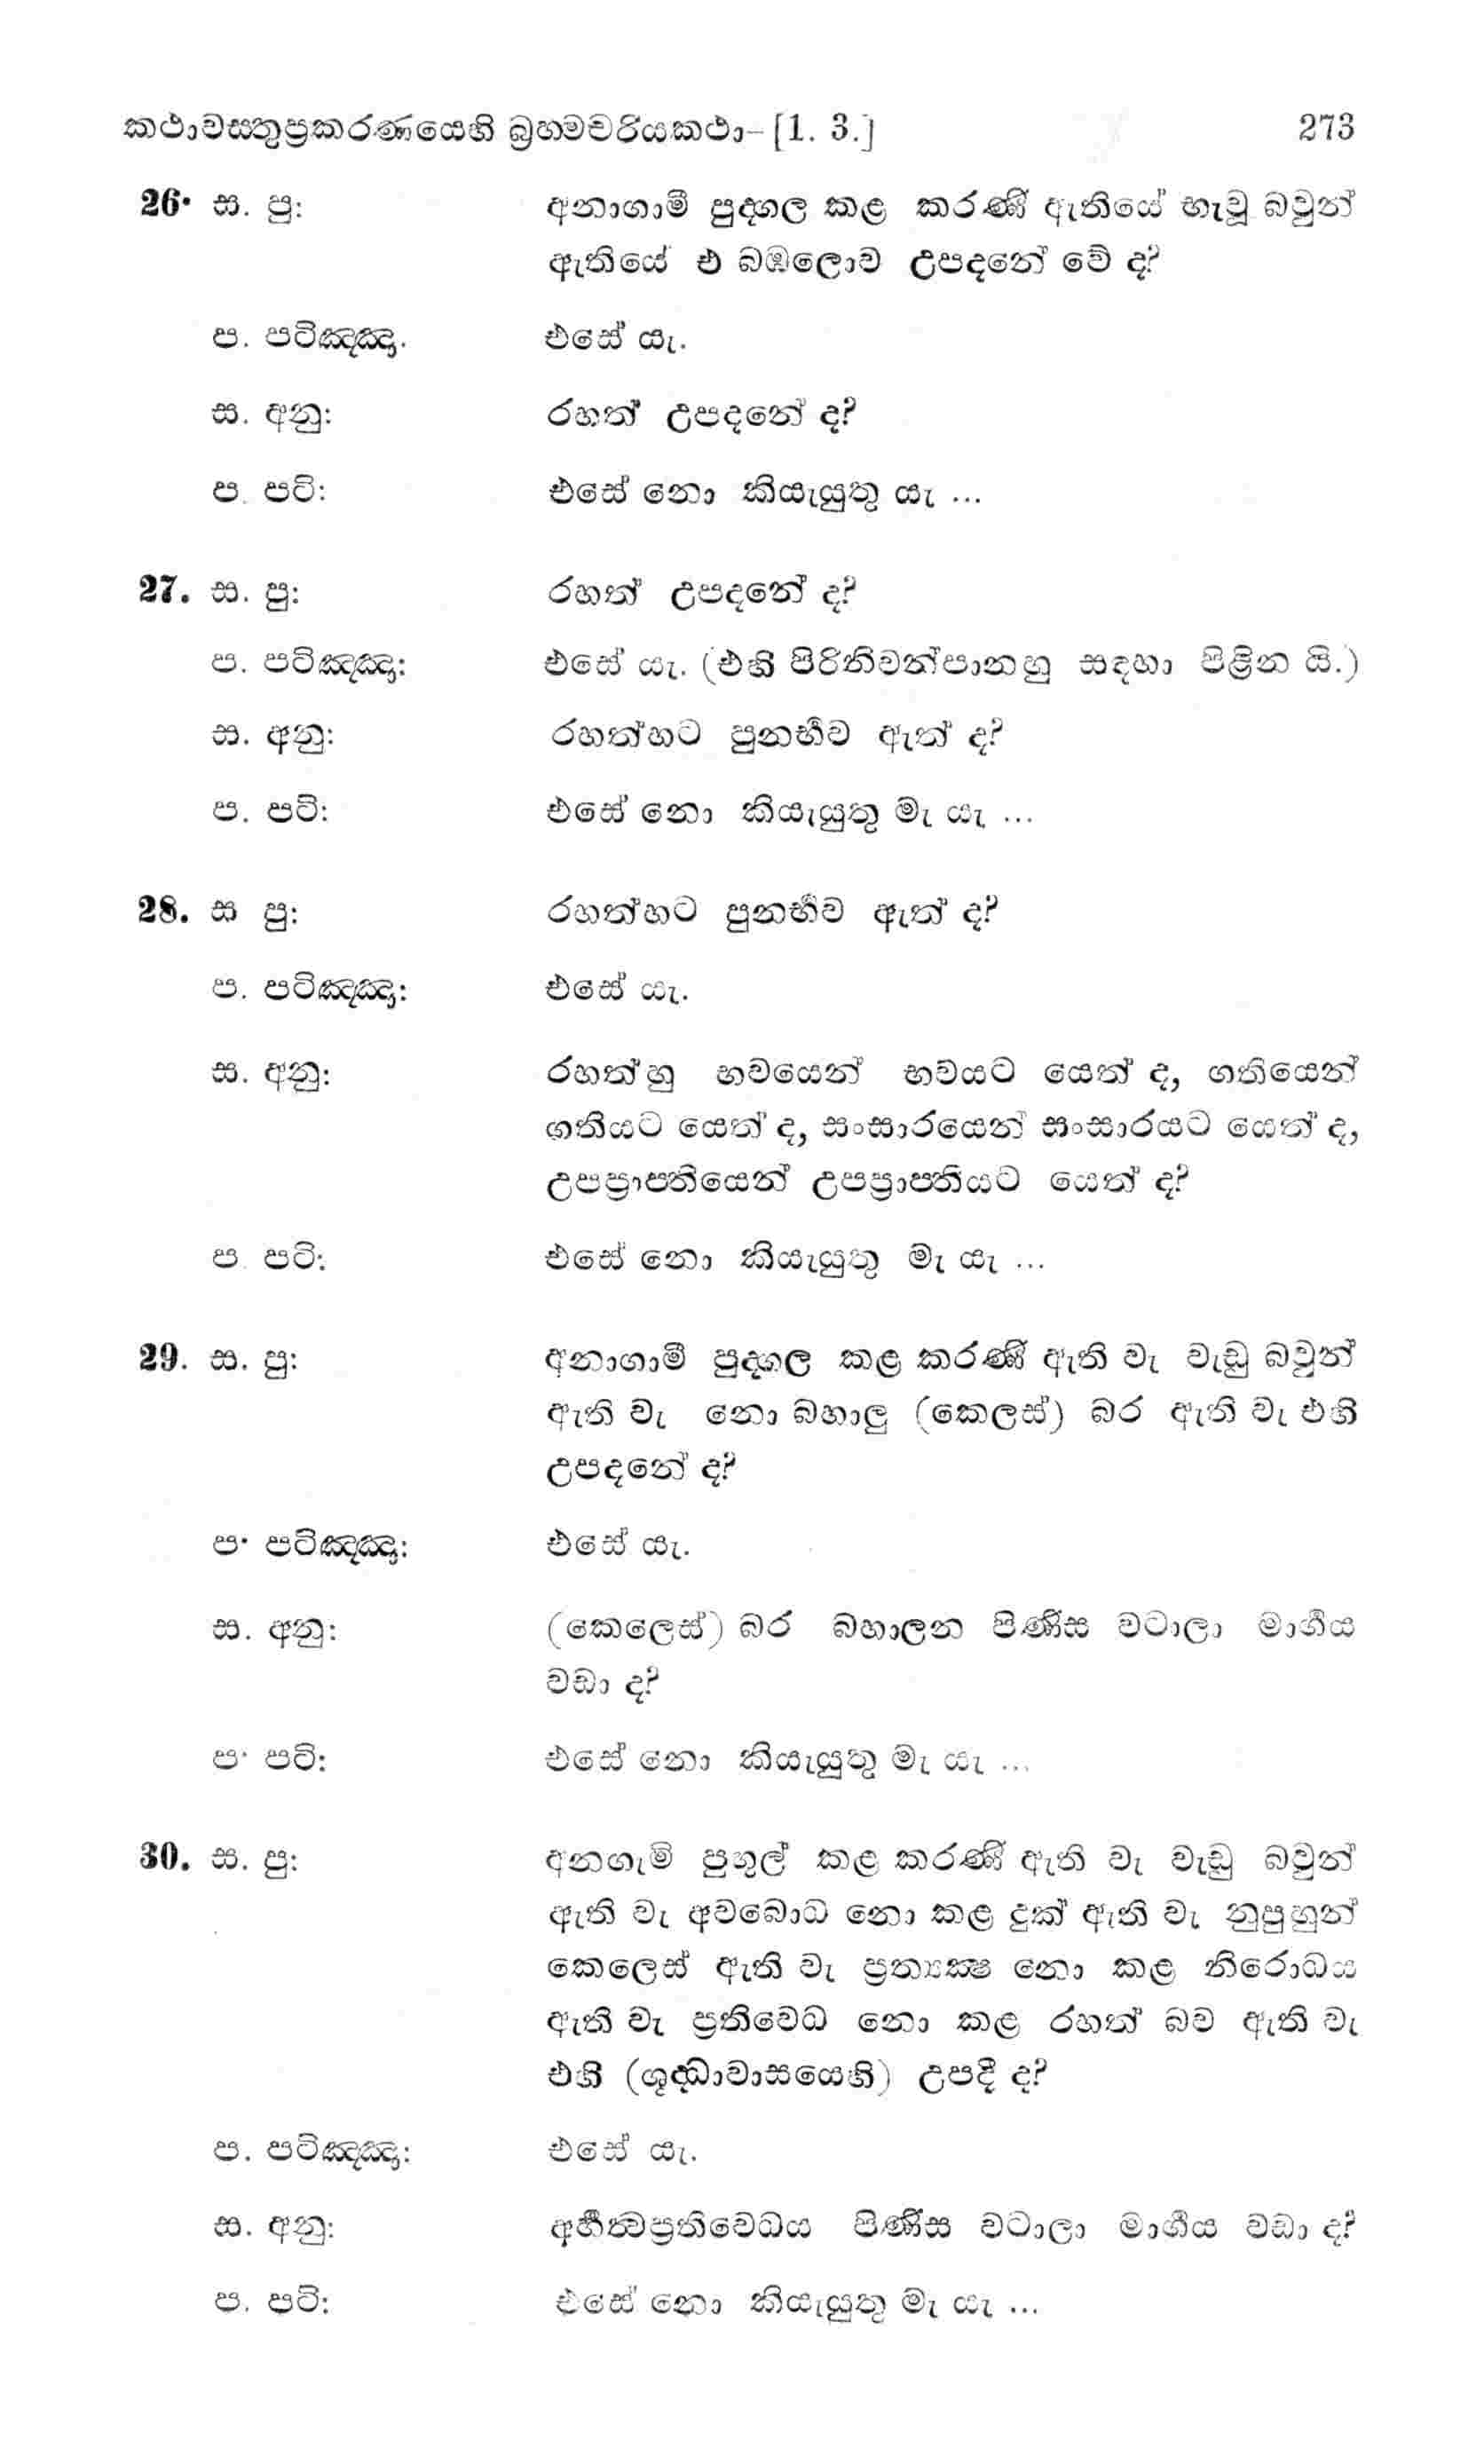 කථාවස්තුප්‍රකරණයෙහි බ්‍රහ්මචරියකථා–[1. 3.] 273
26· ස. පු: අනාගාමී පුද්ගල කළ කරණී ඇතියේ භැවූ බවුන්
ඇතියේ එ බඹලොව උපදනේ වේ ද?
ප. පටිඤ්ඤා. එසේ යැ.
ස. අනු: රහත් උපදනේ ද?
ප. පටි: එසේ නො කියැයුතු යැ ...
27. ස. පු: රහත් උපදනේ ද?
ප. පටිඤ්ඤා: එසේ යැ. (එහි පිරිනිවන්පානහු සඳහා පිළින යි.)
ස. අනු: රහත්හට පුනර්භව ඇත් ද?
ප. පටි: එසේ නො කියැයුතු මැ යැ ...
28. ස පු: රහත්හට පුනර්භව ඇත් ද?
ප. පටිඤ්ඤා: එසේ යැ.
ස. අනු: රහත්හු භවයෙන් භවයට යෙත් ද, ගතියෙන්
ගතියට යෙත් ද, සංසාරයෙන් සංසාරයට යෙත් ද,
උපප්‍රාප්තියෙන් උපප්‍රාප්තියට යෙත් ද?
ප. පටි: එසේ නො කියැයුතු මැ යැ ...
29. ස. පු: අනාගාමී පුද්ගල කළ කරණී ඇති වැ වැඩූ බවුන්
ඇති වැ නො බහාලු (කෙලස්) බර ඇති වැ එහි
උපදනේ ද?
ප· පටිඤ්ඤා: එසේ යැ.
ස. අනු: (කෙලෙස්) බර බහාලන පිණිස වටාලා මාර්ගය
වඩා ද?
ප· පටි: එසේ නො කියැයුතු මැ යැ ...
30. ස. පු: අනගැමි පුගුල් කළ කරණී ඇති වැ වැඩූ බවුන්
ඇති වැ අවබොධ නො කළ දුක් ඇති වැ නුපුහුන්
කෙලෙස් ඇති වැ ප්‍රත්‍යක්ෂ නො කළ නිරොධය
ඇති වැ ප්‍රතිවෙධ නො කළ රහත් බව ඇති වැ
එහි (ශුද්ධාවාසයෙහි) උපදී ද?
ප. පටිඤ්ඤා: එසේ යැ.
ස. අනු: අර්හත්ත්‍වප්‍රතිවෙධය පිණිස වටාලා මාර්ගය වඩා ද?
ප. පටි: එසේ නො කියැයුතු මැ යැ ...